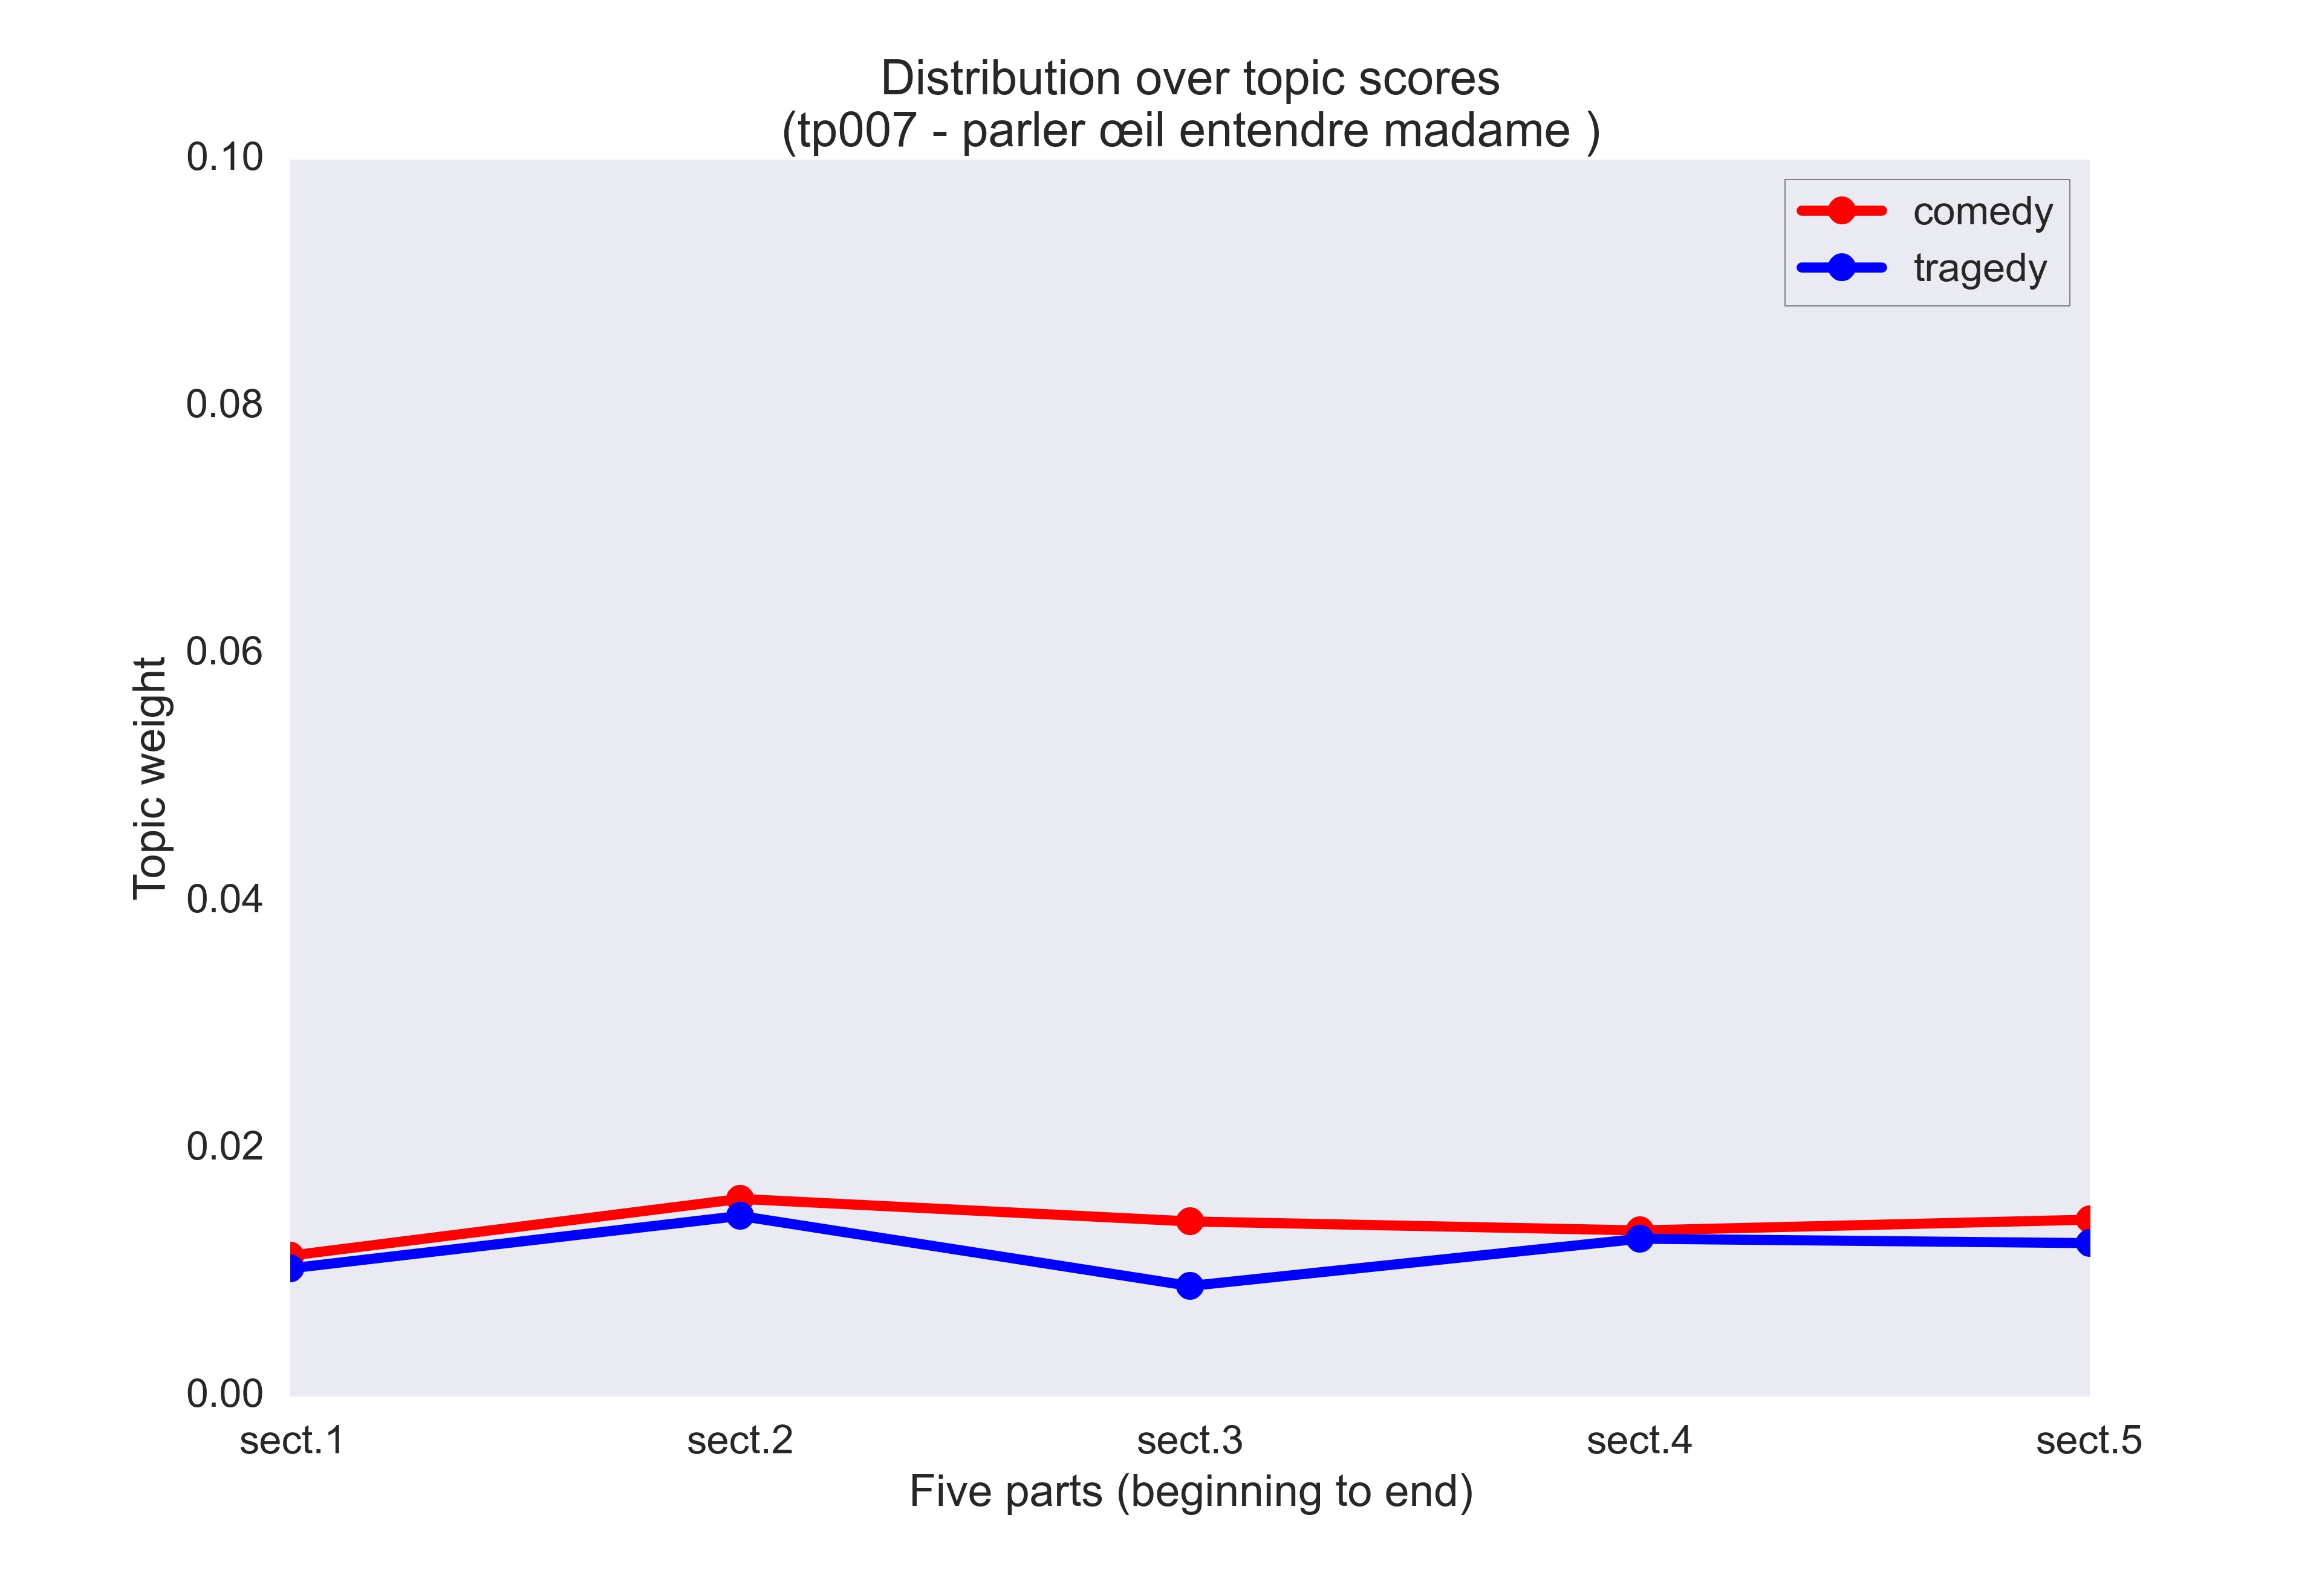 Distribution over topic scores
(tp007 - parler œil entendre madame )
comedy
tragedy
0.10
0.08
0.06
0.04
0.02
0.00
Topic weight
sect.1 sect.2 sect.3 sect.4 sect.5
Five parts (beginning to end)